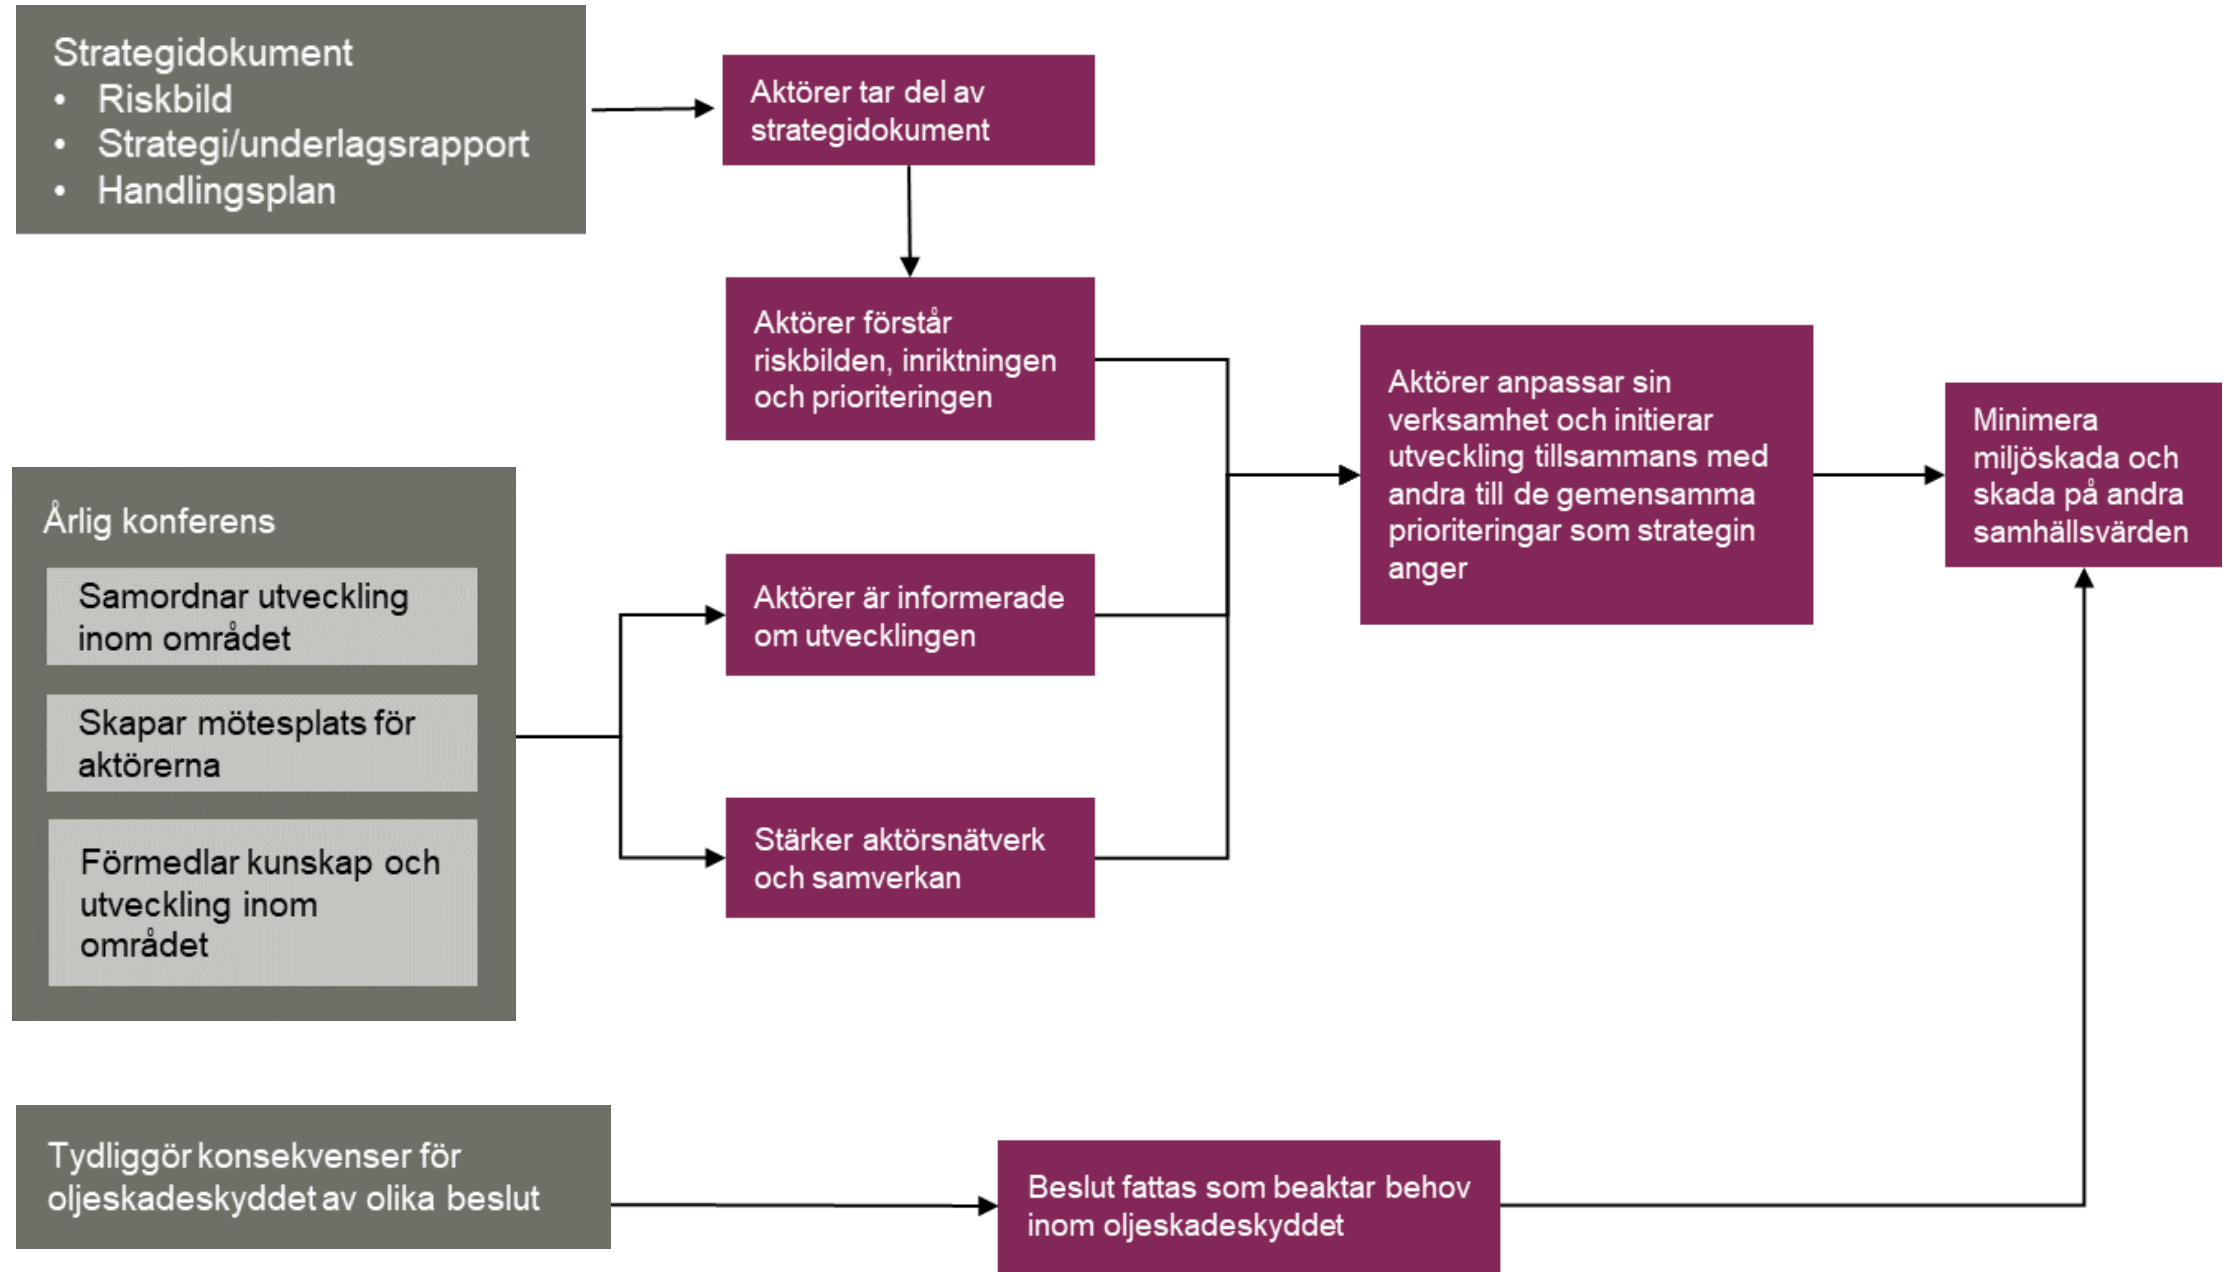 Strategidokument
• Riskbild
• Strategi/underlagsrapport
• Handlingsplan
Aktörer tar del av
strategidokument
Aktörer förstår
riskbilden, inriktningen
och prioriteringen
Årlig konferens
Samordnar utveckling
inom området
Skapar mötesplats för
aktörerna
Förmedlar kunskap och
utveckling inom
området
Aktörer är informerade
om utvecklingen
Stärker aktörsnätverk
och samverkan
Aktörer anpassar sin
verksamhet och initierar
utveckling tillsammans med
andra till de gemensamma
prioriteringar som strategin
anger
Minimera
miljöskada och
skada på andra
samhällsvärden
Tydliggör konsekvenser för
oljeskadeskyddet av olika beslut
Beslut fattas som beaktar behov
inom oljeskadeskyddet